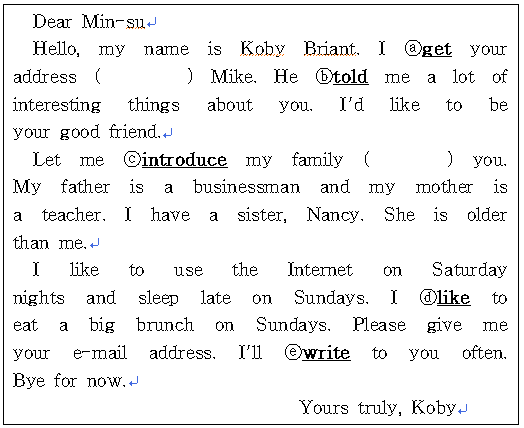 Dear Min-su↵
Hello, my name is Koby Briant. I ⓐget your
address (          ) Mike. He ⓑtold me a lot of
interesting things about you. I'd like to be
your good friend.↵
Let me ⓒintroduce my family (          ) you.
My father is a businessman and my mother is
a teacher. I have a sister, Nancy. She is older
than me.↵
I like to use the Internet on Saturday
nights and sleep late on Sundays. I ⓓlike to
eat a big brunch on Sundays. Please give me
your e-mail address. I'll ⓔwrite to you often.
Bye for now.↵
Yours truly, Koby↵